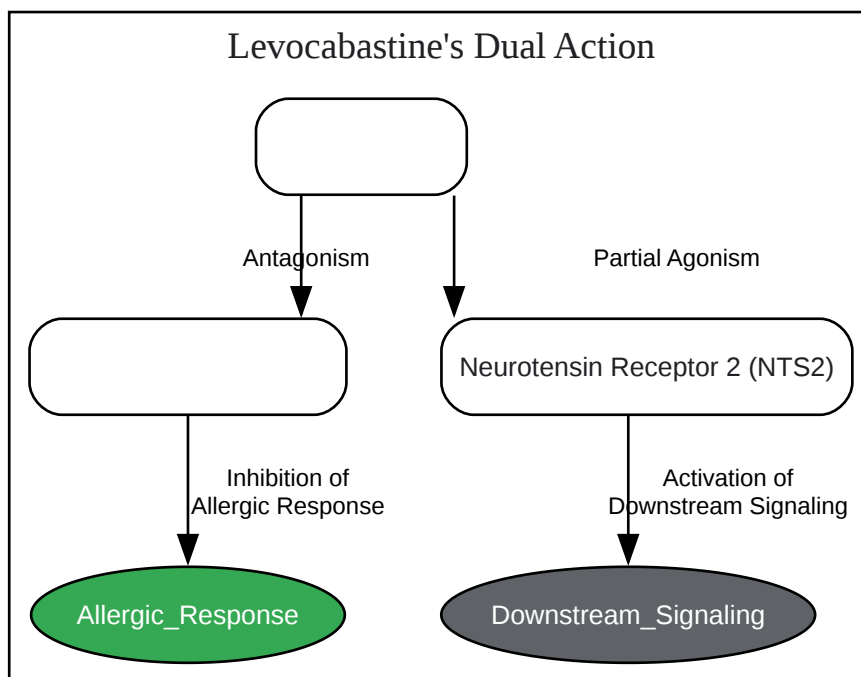 Levocabastine's Dual Action
Antagonism
Partial Agonism
Neurotensin Receptor 2 (NTS2)
Inhibition of
Allergic Response
Activation of
Downstream Signaling
Allergic_Response
Downstream_Signaling